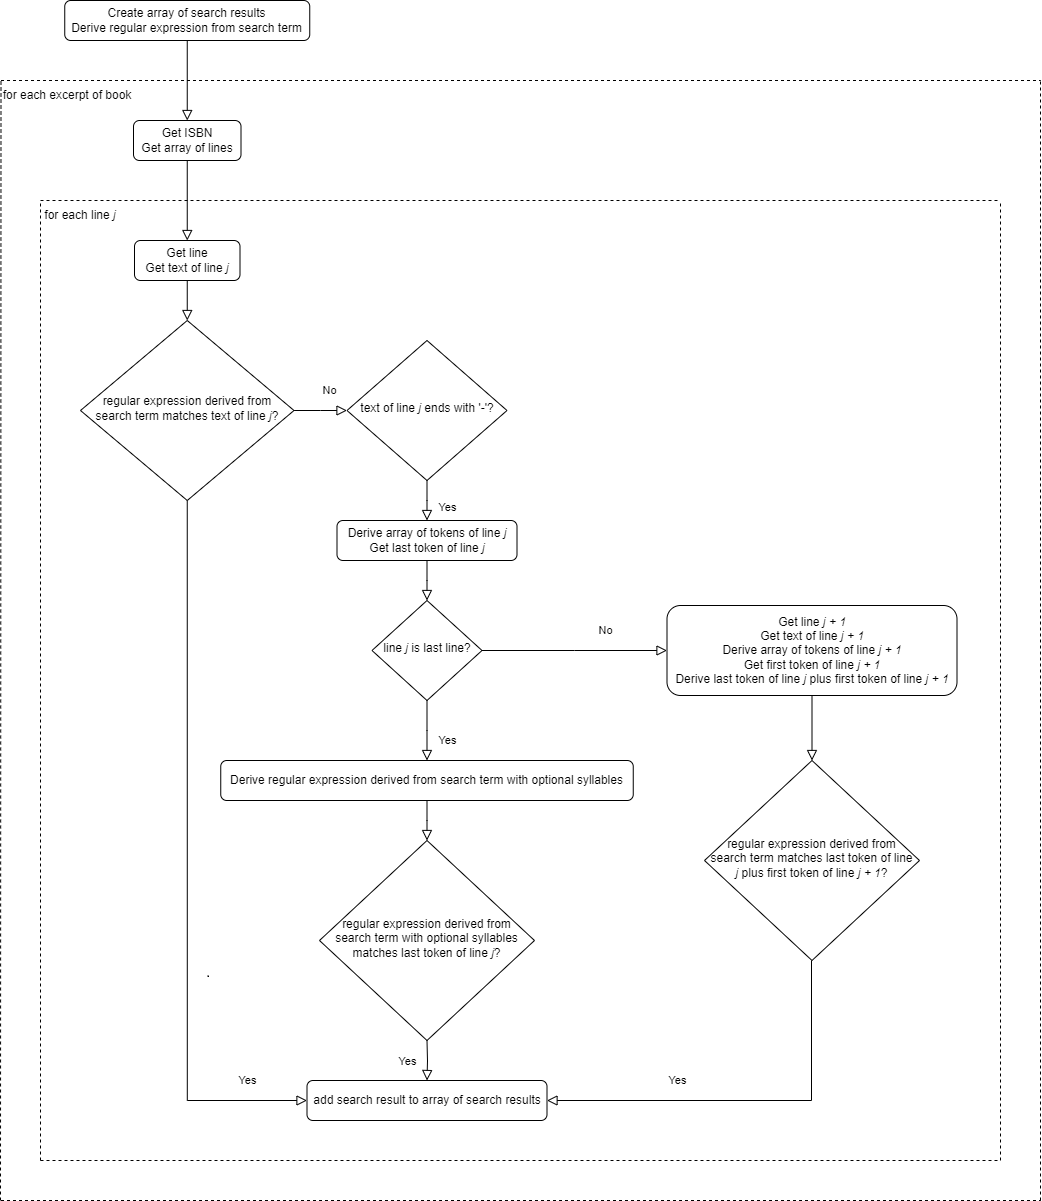 Create array of search results
Derive regular expression from search term
for each excerpt of book
Get ISBN
Get array of lines
for each line j
Get line
Get text of line j
regular expression derived from
search term matches text of line j?
No
text of line j ends with '-'?
Yes
Derive array of tokens of line j
Get last token of line j
line j is last line?
No
Get line j + 1
Get text of line j + 1
Derive array of tokens of line j + 1
Get first token of line j + 1
Derive last token of line j plus first token of line j + 1
Yes
Derive regular expression derived from search term with optional syllables
regular expression derived from
search term matches last token of line
j plus first token of line j + 1?
regular expression derived from
search term with optional syllables
matches last token of line j?
Yes
Yes
Yes
add search result to array of search results